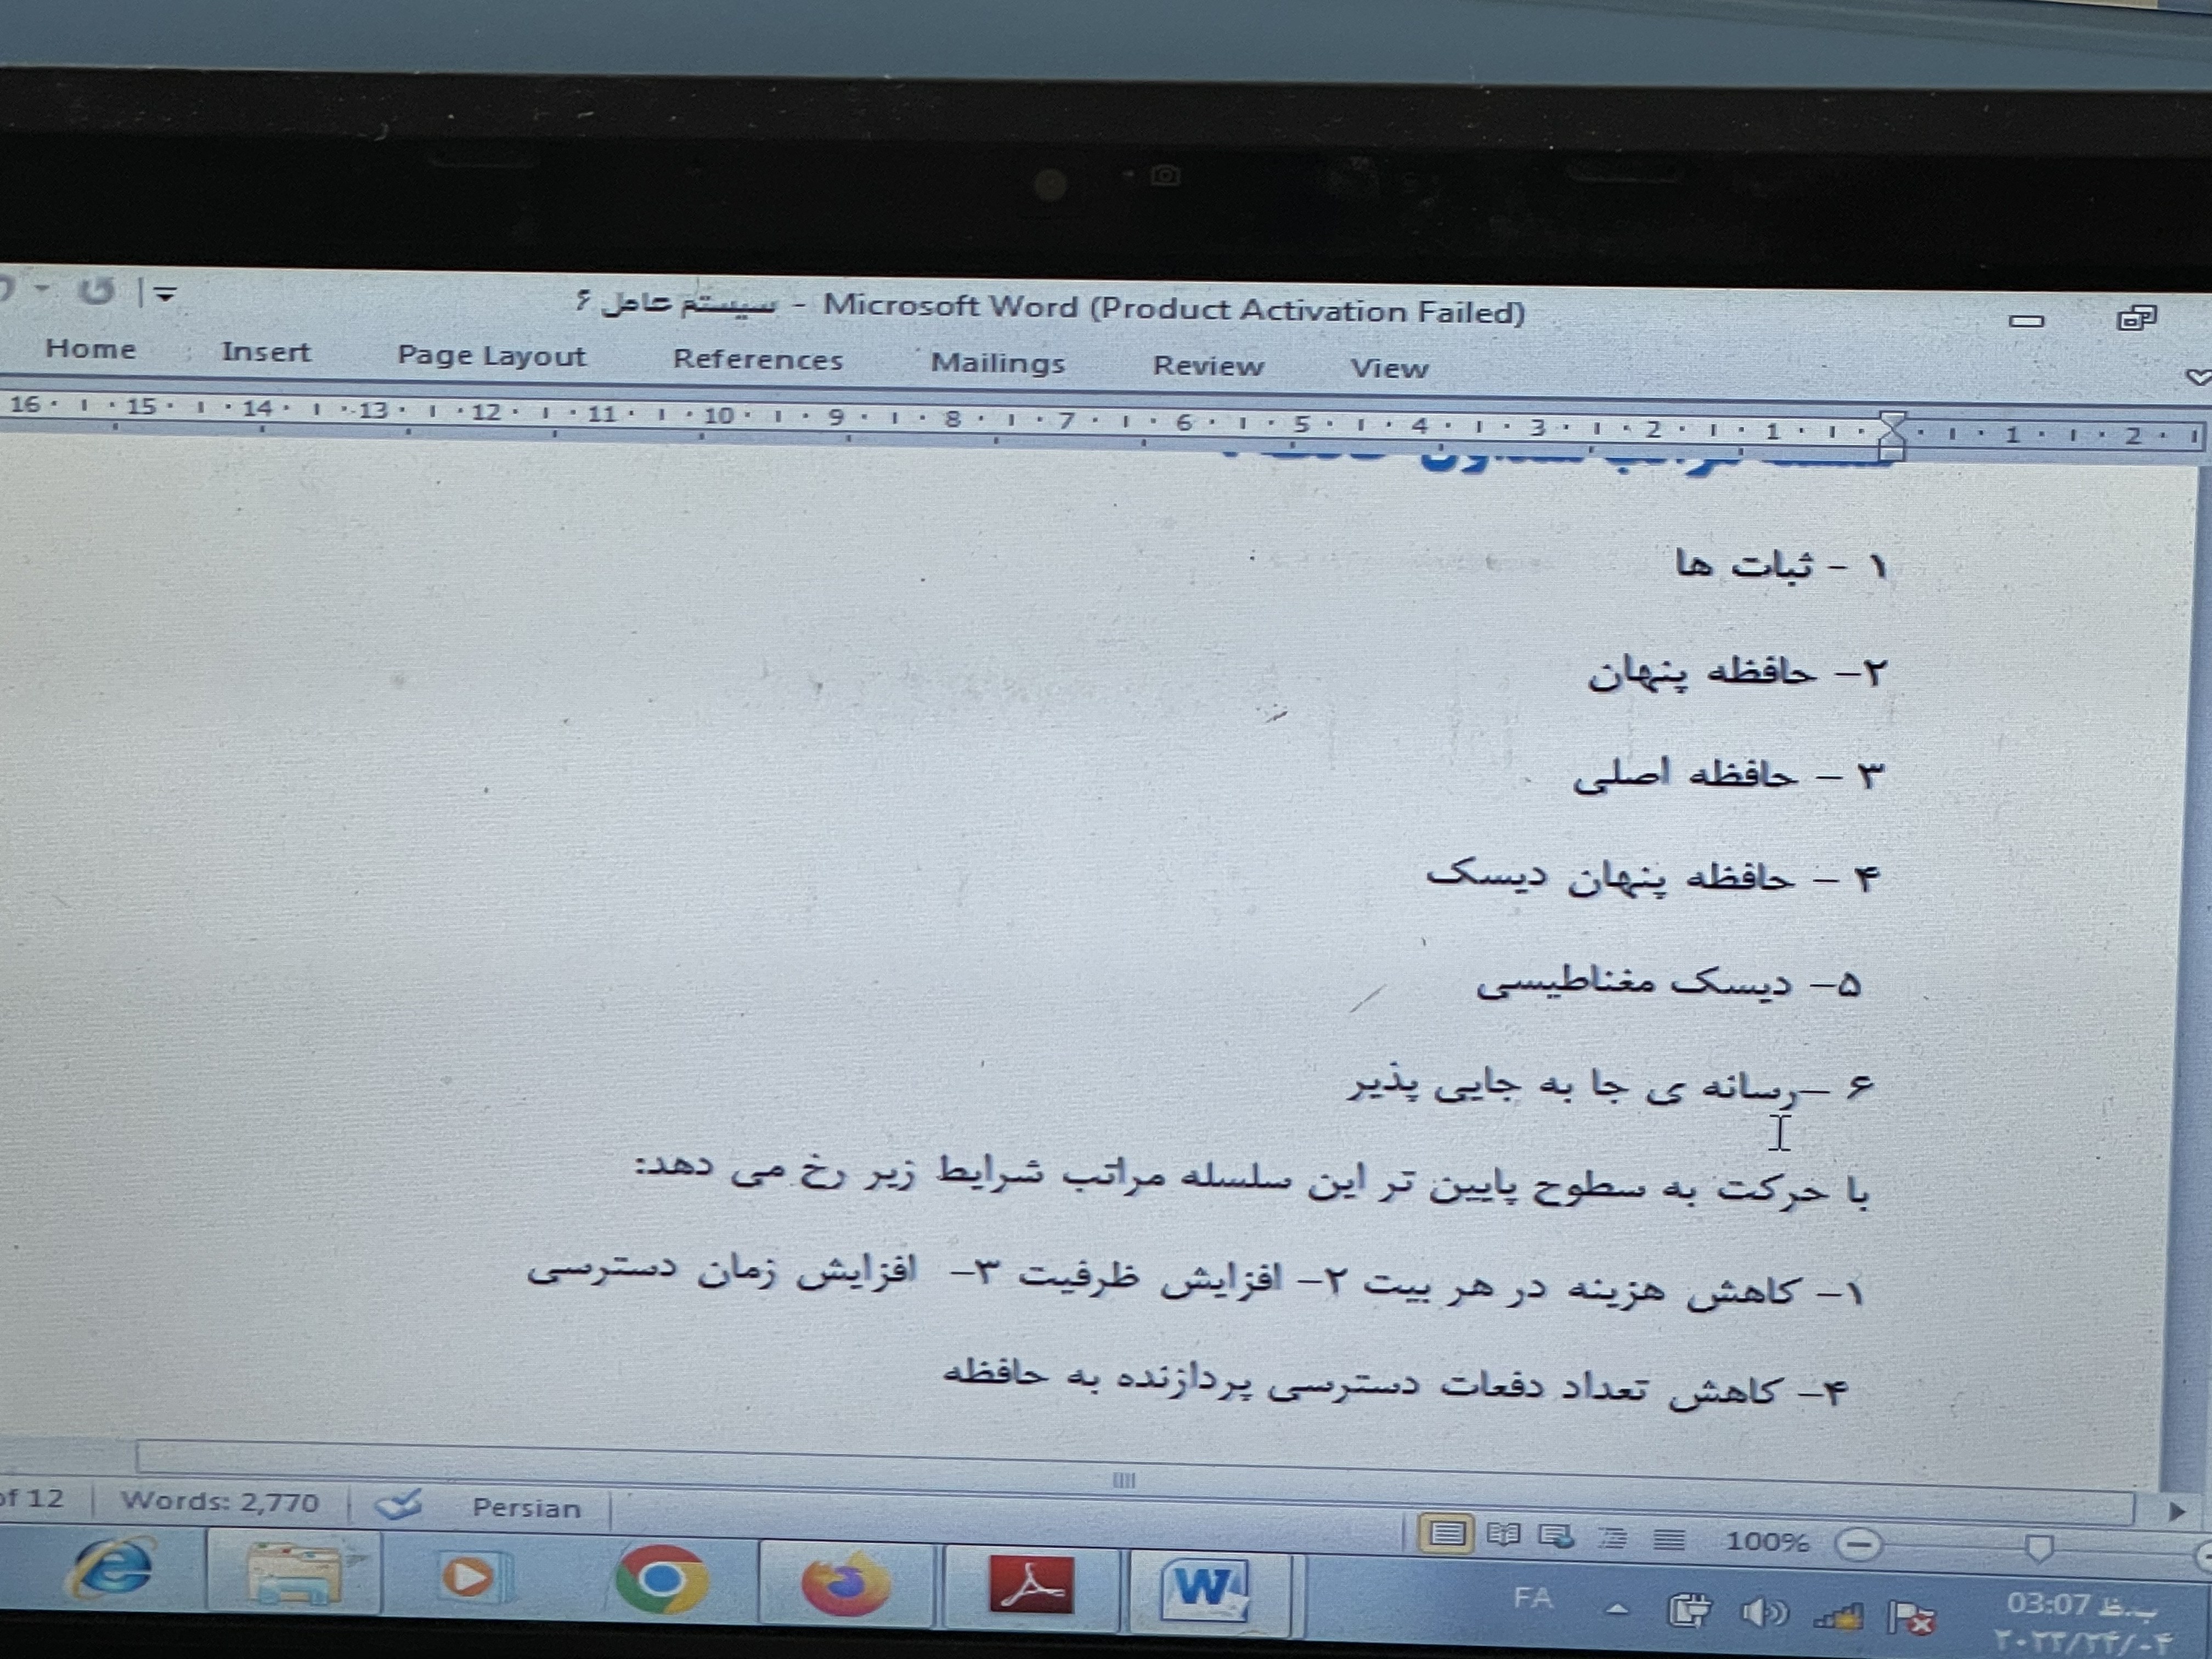 سیستم عامل ۶ - Microsoft Word (Product Activation Failed)
Home Insert Page Layout References Mailings Review View
16 15 14 13 12 11 10 9 8 7 6 5 4 3 2 1 1 2
۱ - ثبات ها
۲- حافظه پنهان
۳ - حافظه اصلی
۴ - حافظه پنهان دیسک
۵- دیسک مغناطیسی
۶ -رسانه ی جا به جایی پذیر
با حرکت به سطوح پایین تر این سلسله مراتب شرایط زیر رخ می دهد:
۱- کاهش هزینه در هر بیت ۲- افزایش ظرفیت ۳- افزایش زمان دسترسی
۴- کاهش تعداد دفعات دسترسی پردازنده به حافظه
of 12 Words: 2,770 Persian 100%
FA 03:07 ب.ظ